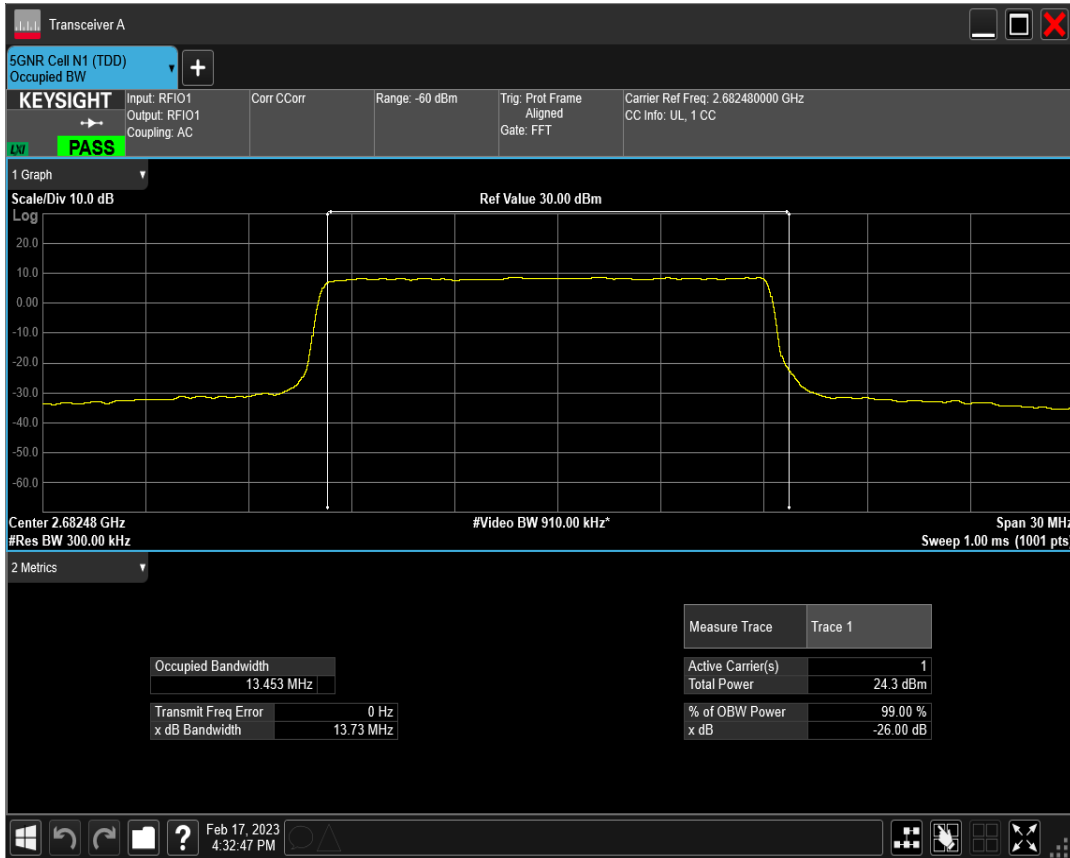 Transceiver A
5GNR Cell N1 (TDD)
Occupied BW
+
KEYSIGHT
LXI
PASS
Input: RFIO1
Output: RFIO1
Coupling: AC
Corr CCorr
Range: -60 dBm
Trig: Prot Frame
Aligned
Gate: FFT
Carrier Ref Freq: 2.682480000 GHz
CC Info: UL, 1 CC
1 Graph
Scale/Div 10.0 dB
Ref Value 30.00 dBm
Log
20.0
10.0
0.00
-10.0
-20.0
-30.0
-40.0
-50.0
-60.0
Center 2.68248 GHz
#Video BW 910.00 kHz*
Span 30 MHz
#Res BW 300.00 kHz
Sweep 1.00 ms (1001 pts)
2 Metrics
Measure Trace Trace 1
Occupied Bandwidth
13.453 MHz
Active Carrier(s) 1
Total Power 24.3 dBm
Transmit Freq Error 0 Hz
x dB Bandwidth 13.73 MHz
% of OBW Power 99.00 %
x dB -26.00 dB
?
Feb 17, 2023
4:32:47 PM